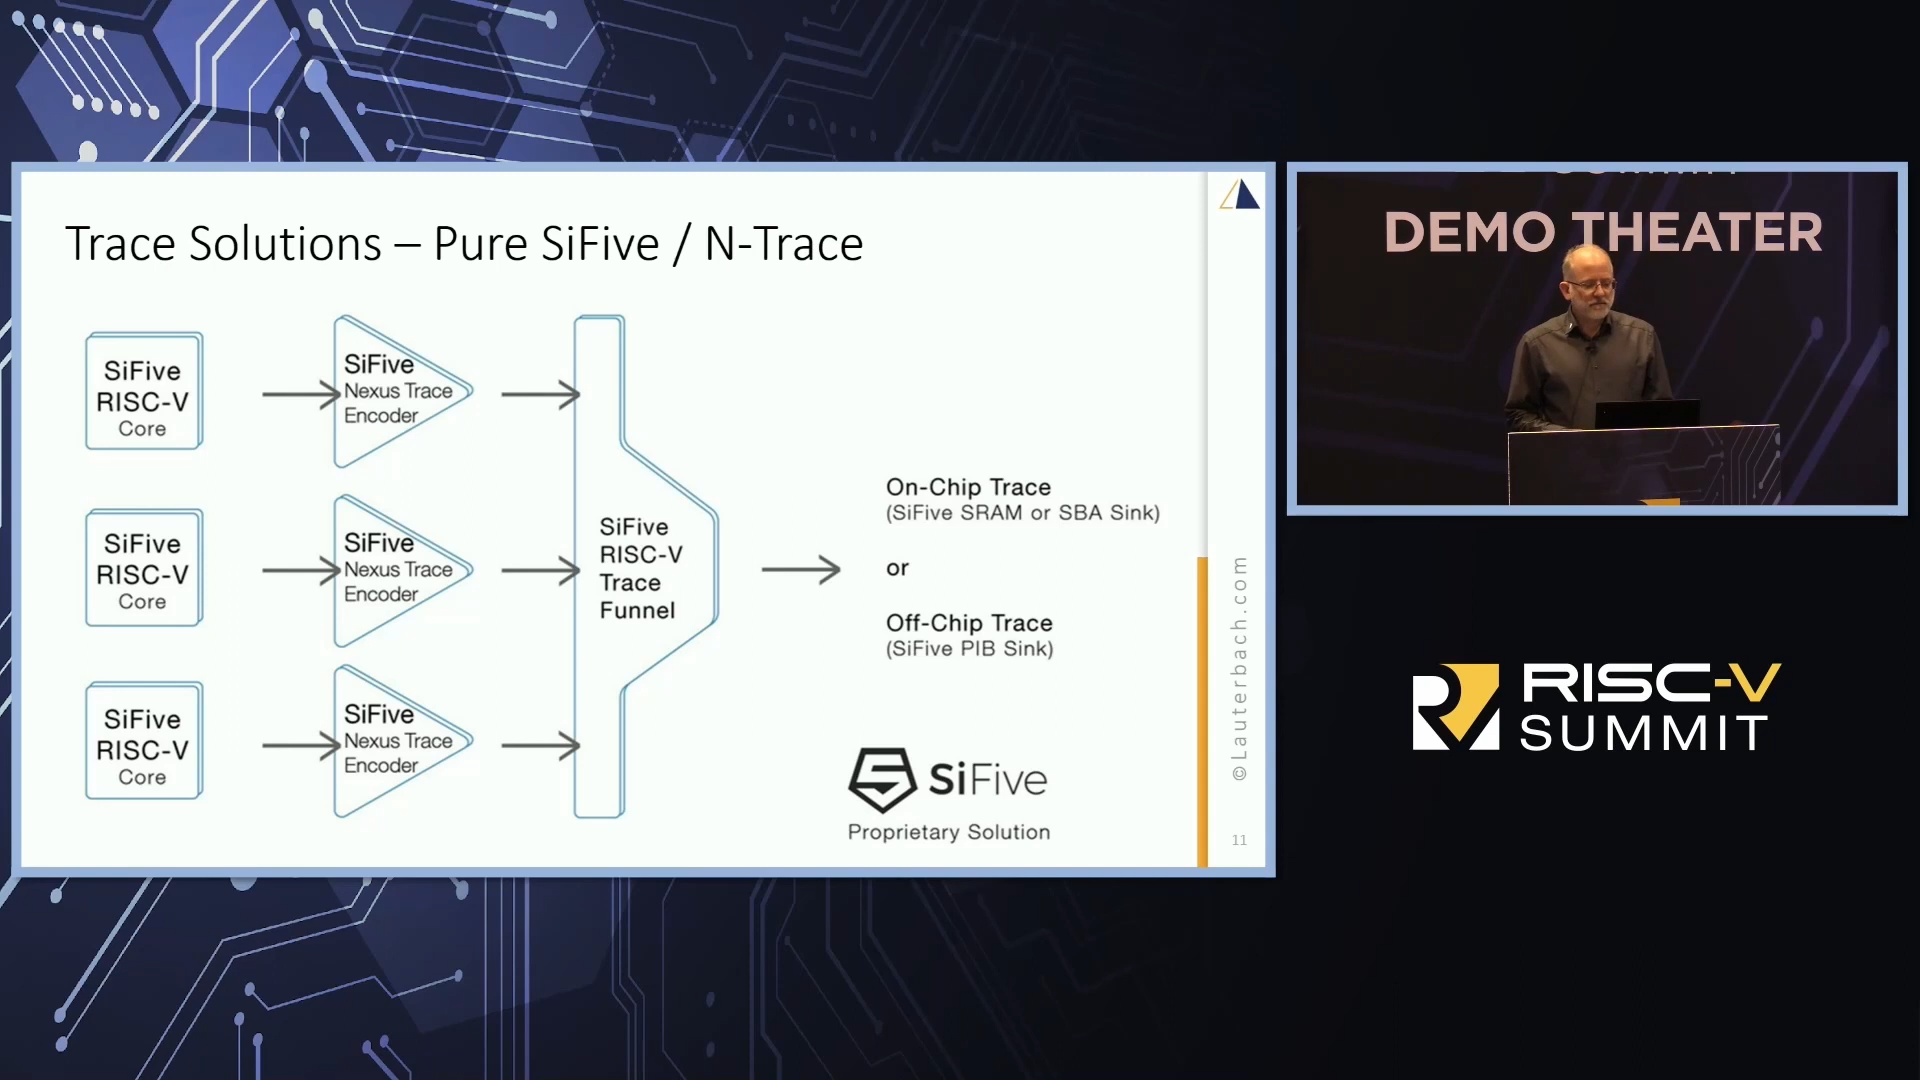 Trace Solutions – Pure SiFive / N-Trace
SiFive
RISC-V
Core
SiFive
Nexus Trace
Encoder
SiFive
RISC-V
Core
SiFive
Nexus Trace
Encoder
SiFive
RISC-V
Core
SiFive
Nexus Trace
Encoder
SiFive
RISC-V
Trace
Funnel
On-Chip Trace
(SiFive SRAM or SBA Sink)
or
Off-Chip Trace
(SiFive PIB Sink)
SiFive
Proprietary Solution
©Lauterbach.com
11
DEMO THEATER
RISC-V
SUMMIT